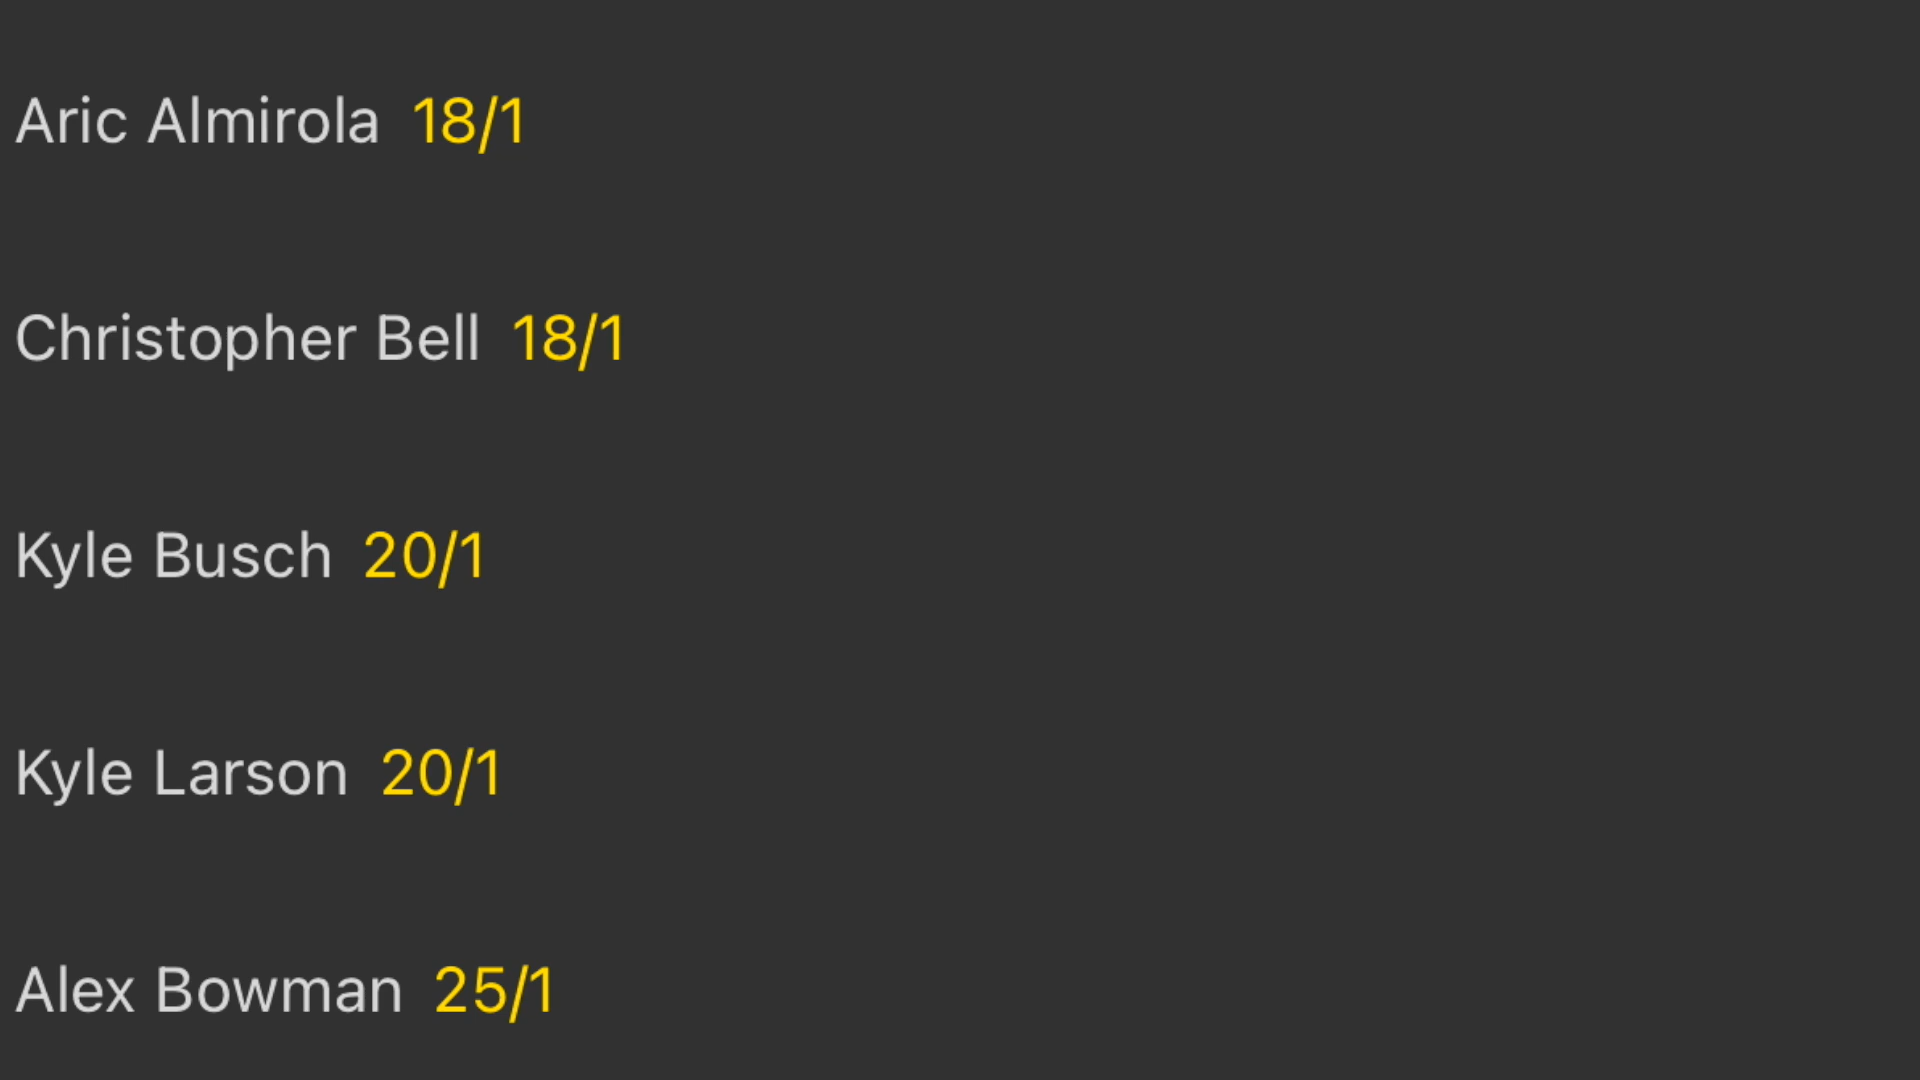 Aric Almirola 18/1
Christopher Bell 18/1
Kyle Busch 20/1
Kyle Larson 20/1
Alex Bowman 25/1